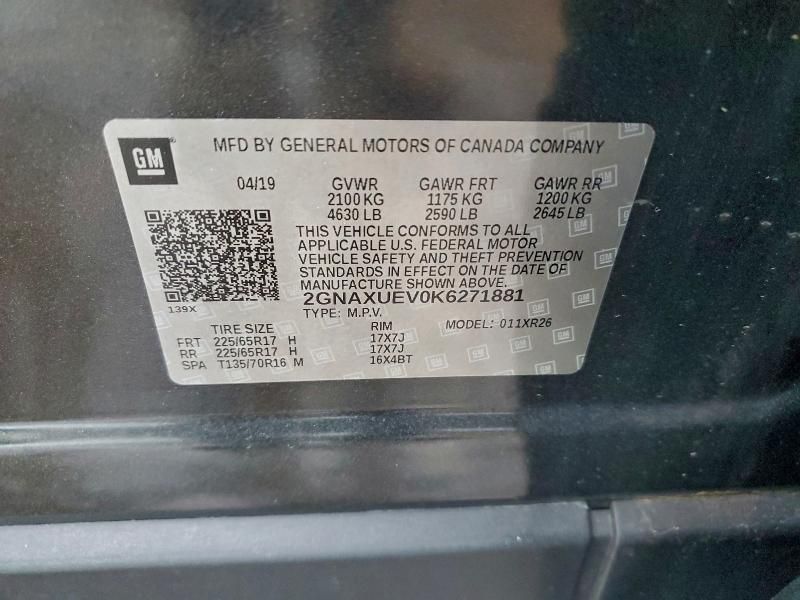 GM
MFD BY GENERAL MOTORS OF CANADA COMPANY
04/19 GVWR GAWR FRT GAWR RR
2100 KG 1175 KG 1200 KG
4630 LB 2590 LB 2645 LB
THIS VEHICLE CONFORMS TO ALL
APPLICABLE U.S. FEDERAL MOTOR
VEHICLE SAFETY AND THEFT PREVENTION
STANDARDS IN EFFECT ON THE DATE OF
MANUFACTURE SHOWN ABOVE.
139X 2GNAXUEV0K6271881
TYPE: M.P.V. MODEL: 011XR26
TIRE SIZE RIM
FRT 225/65R17 H 17X7J
RR 225/65R17 H 17X7J
SPA T135/70R16 M 16X4BT